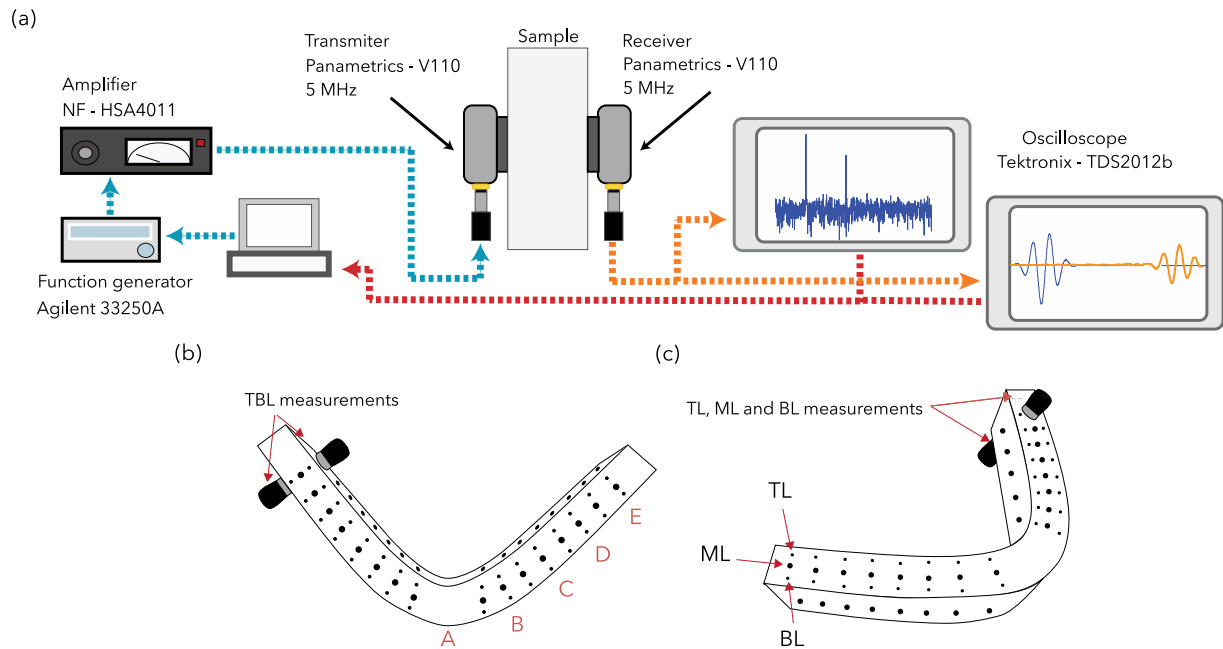 (a)
Transmiter
Panametrics - V110
5 MHz
Sample
Receiver
Panametrics - V110
5 MHz
Amplifier
NF - HSA4011
Oscilloscope
Tektronix - TDS2012b
Function generator
Agilent 33250A
(b)
TBL measurements
A
B
C
D
E
(c)
TL, ML and BL measurements
TL
ML
BL